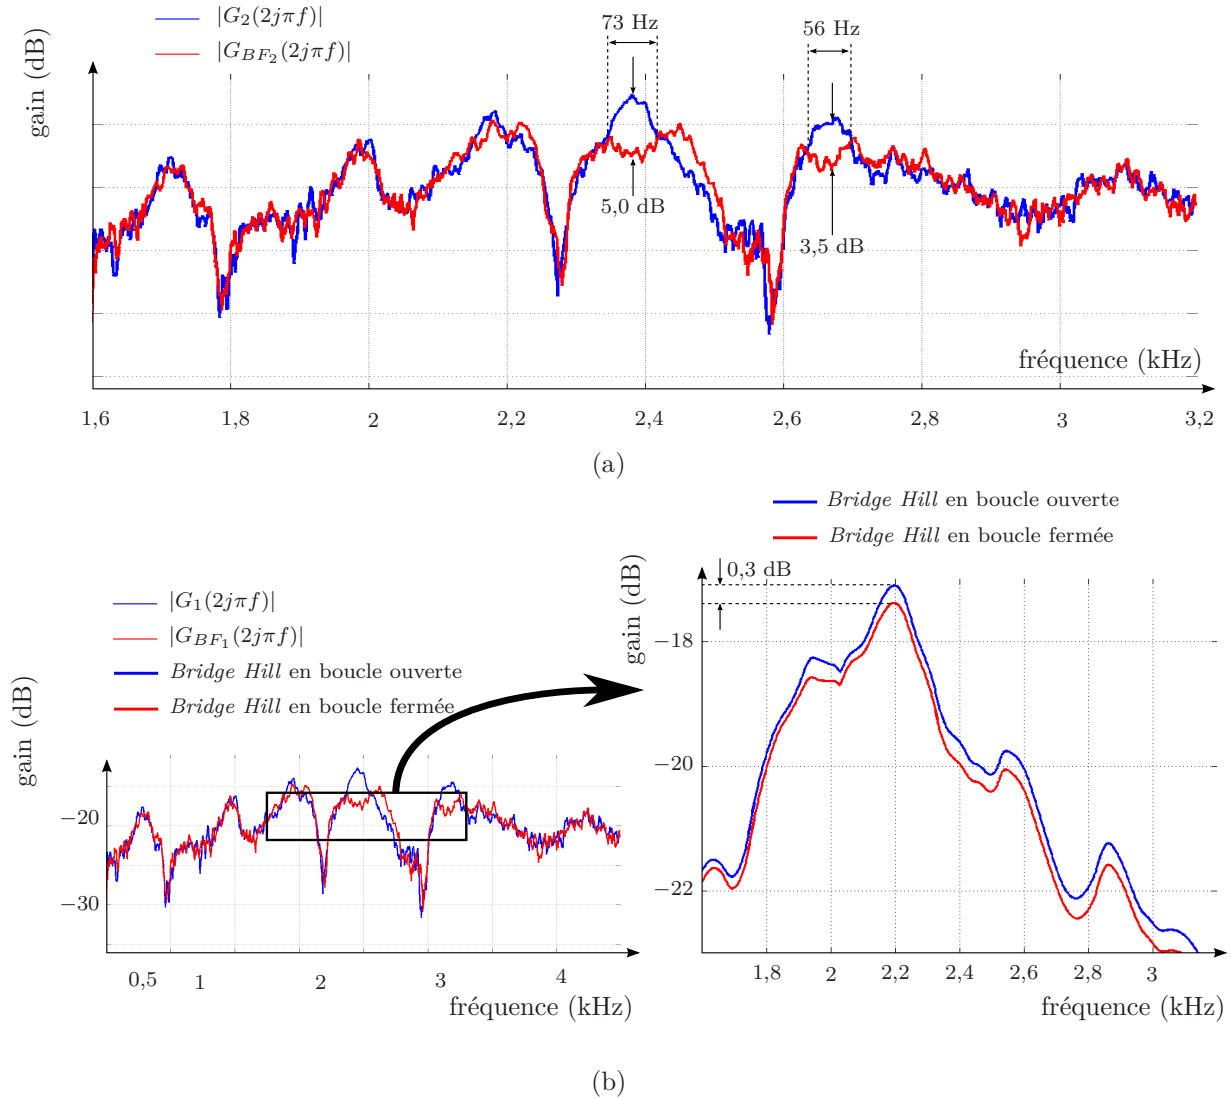 |G_2(2jπf)|
|G_{BF_2}(2jπf)|
73 Hz
56 Hz
gain (dB)
5,0 dB
3,5 dB
fréquence (kHz)
1,6
1,8
2
2,2
2,4
2,6
2,8
3
3,2
(a)
Bridge Hill en boucle ouverte
Bridge Hill en boucle fermée
0,3 dB
gain (dB)
−18
−20
−22
1,8
2
2,2
2,4
2,6
2,8
3
fréquence (kHz)
|G_1(2jπf)|
|G_{BF_1}(2jπf)|
Bridge Hill en boucle ouverte
Bridge Hill en boucle fermée
gain (dB)
−20
−30
0,5
1
2
3
4
fréquence (kHz)
(b)